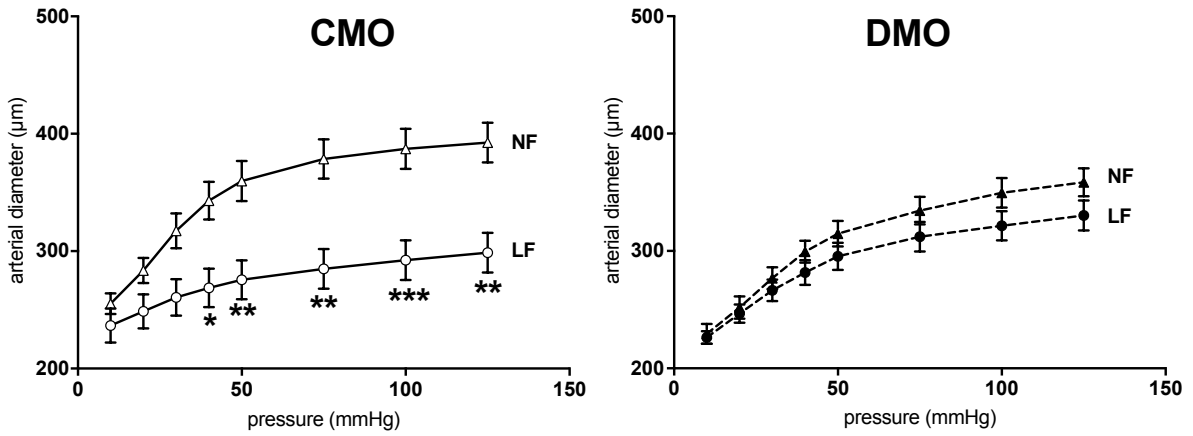 CMO
500
400
300
200
arterial diameter (µm)
NF
LF
*
**
**
***
**
0
50
100
150
pressure (mmHg)
DMO
500
400
300
200
arterial diameter (µm)
NF
LF
0
50
100
150
pressure (mmHg)